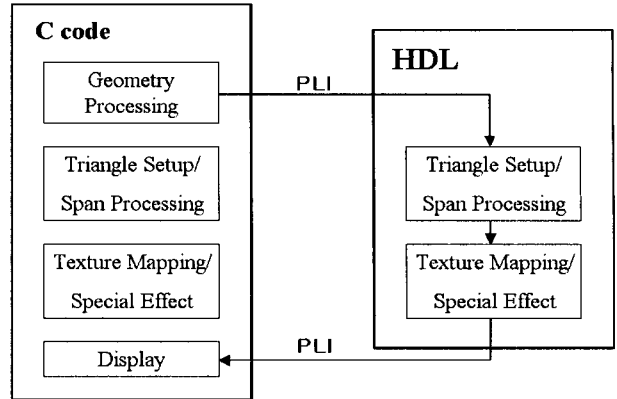 C code
Geometry
Processing
Triangle Setup/
Span Processing
Texture Mapping/
Special Effect
Display
PLI
PLI
HDL
Triangle Setup/
Span Processing
Texture Mapping/
Special Effect